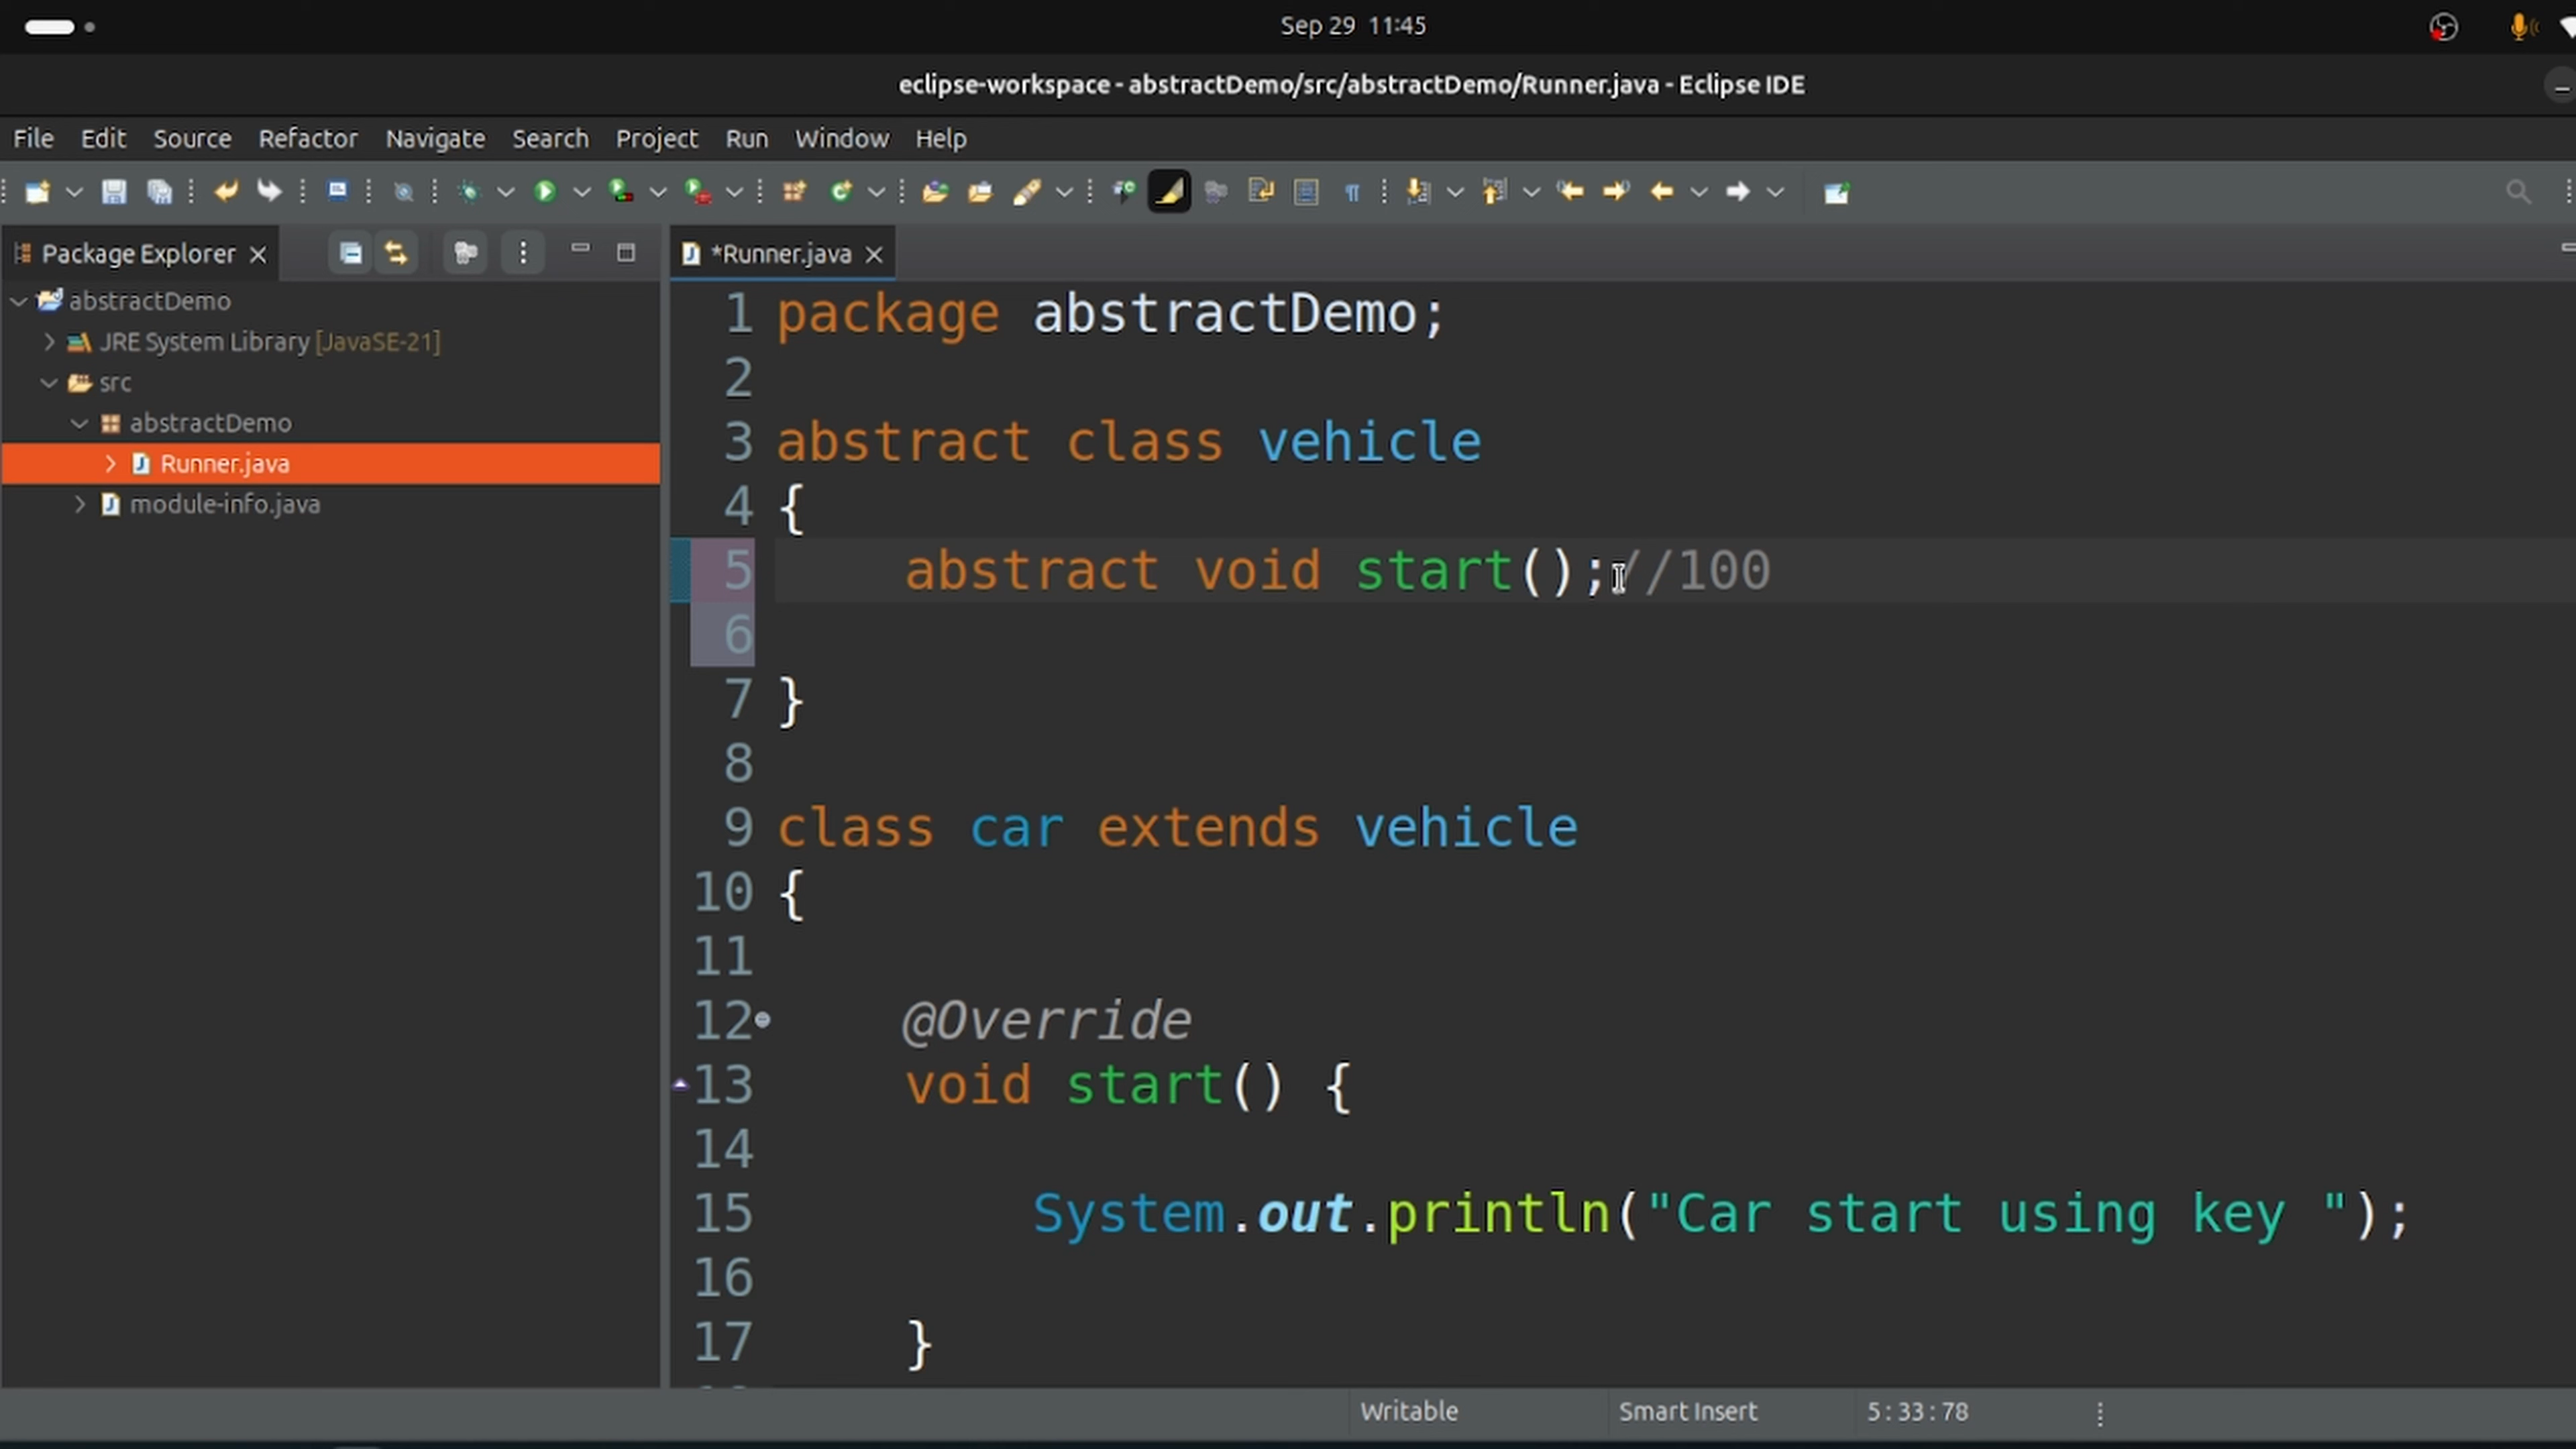 Sep 29 11:45
eclipse-workspace - abstractDemo/src/abstractDemo/Runner.java - Eclipse IDE
File Edit Source Refactor Navigate Search Project Run Window Help
Package Explorer
*Runner.java
abstractDemo
JRE System Library [JavaSE-21]
src
abstractDemo
Runner.java
module-info.java
1 package abstractDemo;
2
3 abstract class vehicle
4 {
5 abstract void start();//100
6
7 }
8
9 class car extends vehicle
10 {
11
12 @Override
13 void start() {
14
15 System.out.println("Car start using key ");
16
17 }
Writable Smart Insert 5 : 33 : 78